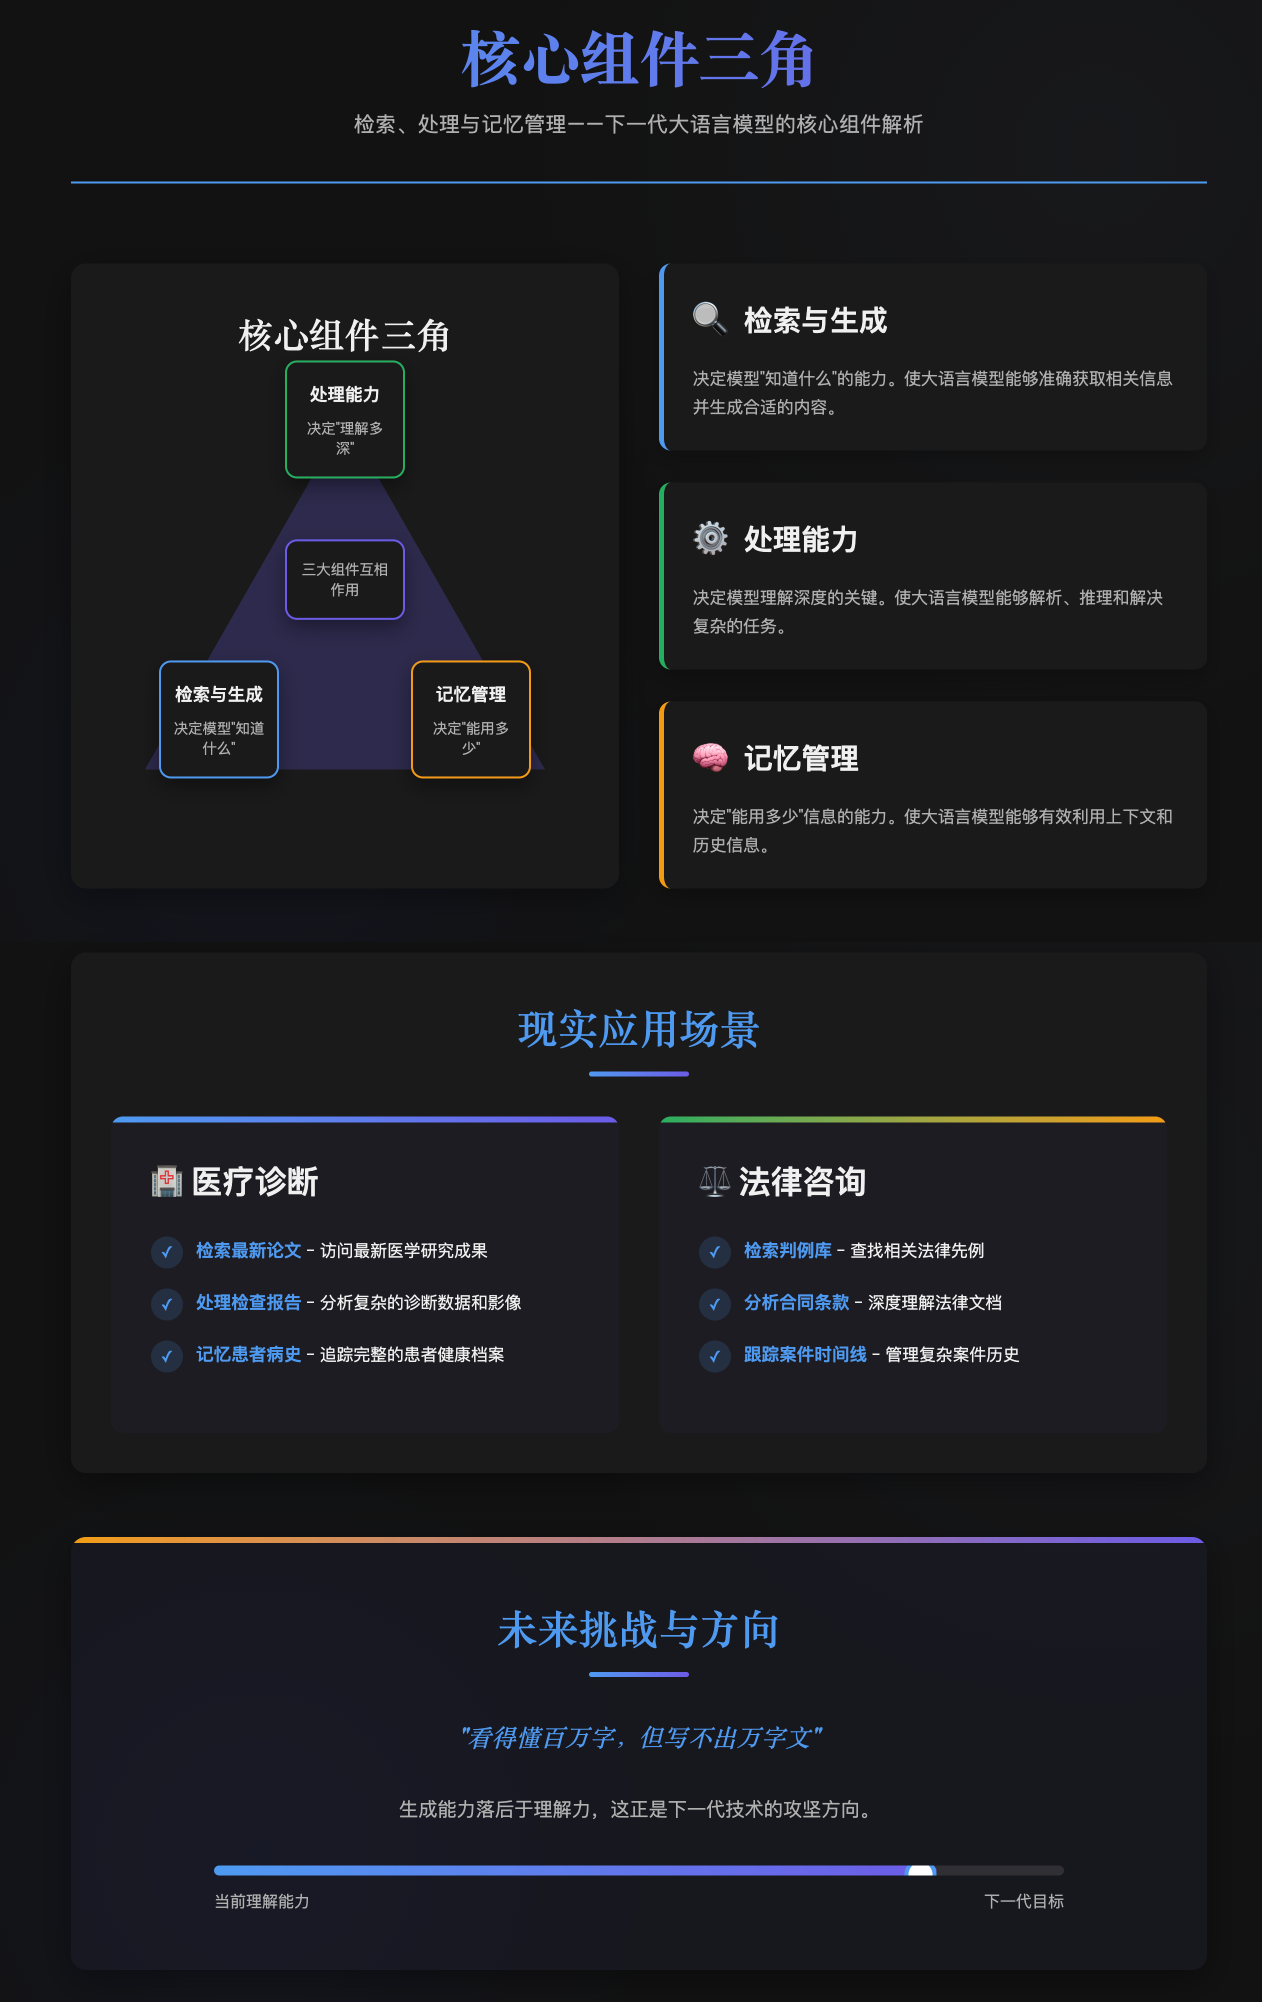 核心组件三角
检索、处理与记忆管理——下一代大语言模型的核心组件解析
核心组件三角
处理能力
决定"理解多
深"
三大组件互相
作用
检索与生成
决定模型"知道
什么"
记忆管理
决定"能用多
少"
检索与生成
决定模型"知道什么"的能力。使大语言模型能够准确获取相关信息
并生成合适的内容。
处理能力
决定模型理解深度的关键。使大语言模型能够解析、推理和解决
复杂的任务。
记忆管理
决定"能用多少"信息的能力。使大语言模型能够有效利用上下文和
历史信息。
现实应用场景
医疗诊断
检索最新论文 - 访问最新医学研究成果
处理检查报告 - 分析复杂的诊断数据和影像
记忆患者病史 - 追踪完整的患者健康档案
法律咨询
检索判例库 - 查找相关法律先例
分析合同条款 - 深度理解法律文档
跟踪案件时间线 - 管理复杂案件历史
未来挑战与方向
"看得懂百万字，但写不出万字文"
生成能力落后于理解力，这正是下一代技术的攻坚方向。
当前理解能力
下一代目标